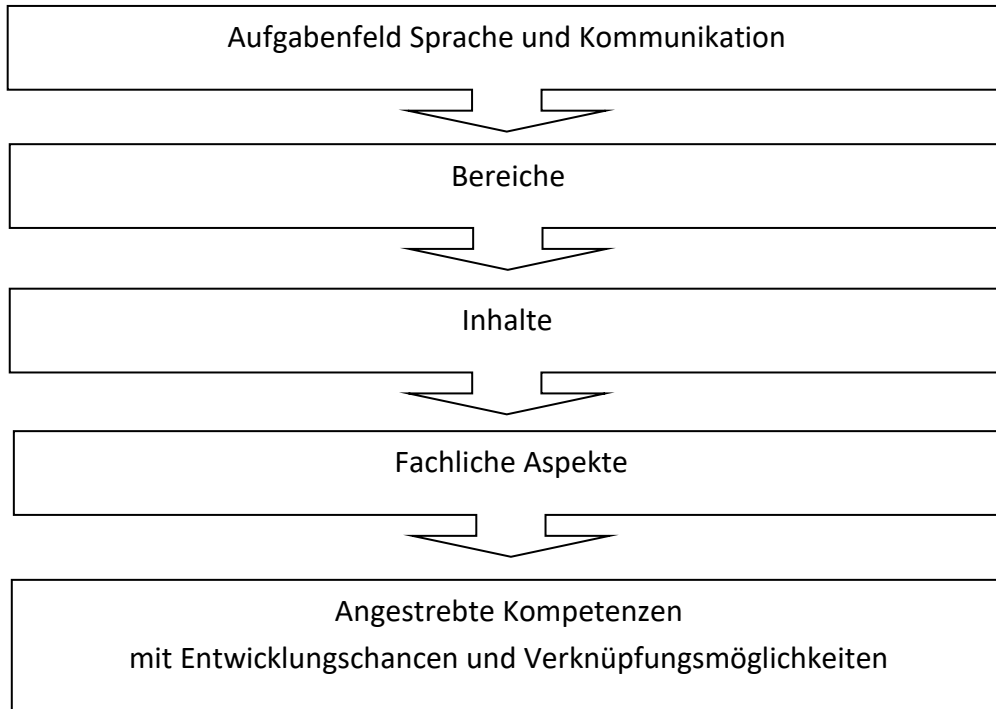 Aufgabenfeld Sprache und Kommunikation
Bereiche
Inhalte
Fachliche Aspekte
Angestrebte Kompetenzen
mit Entwicklungschancen und Verknüpfungsmöglichkeiten